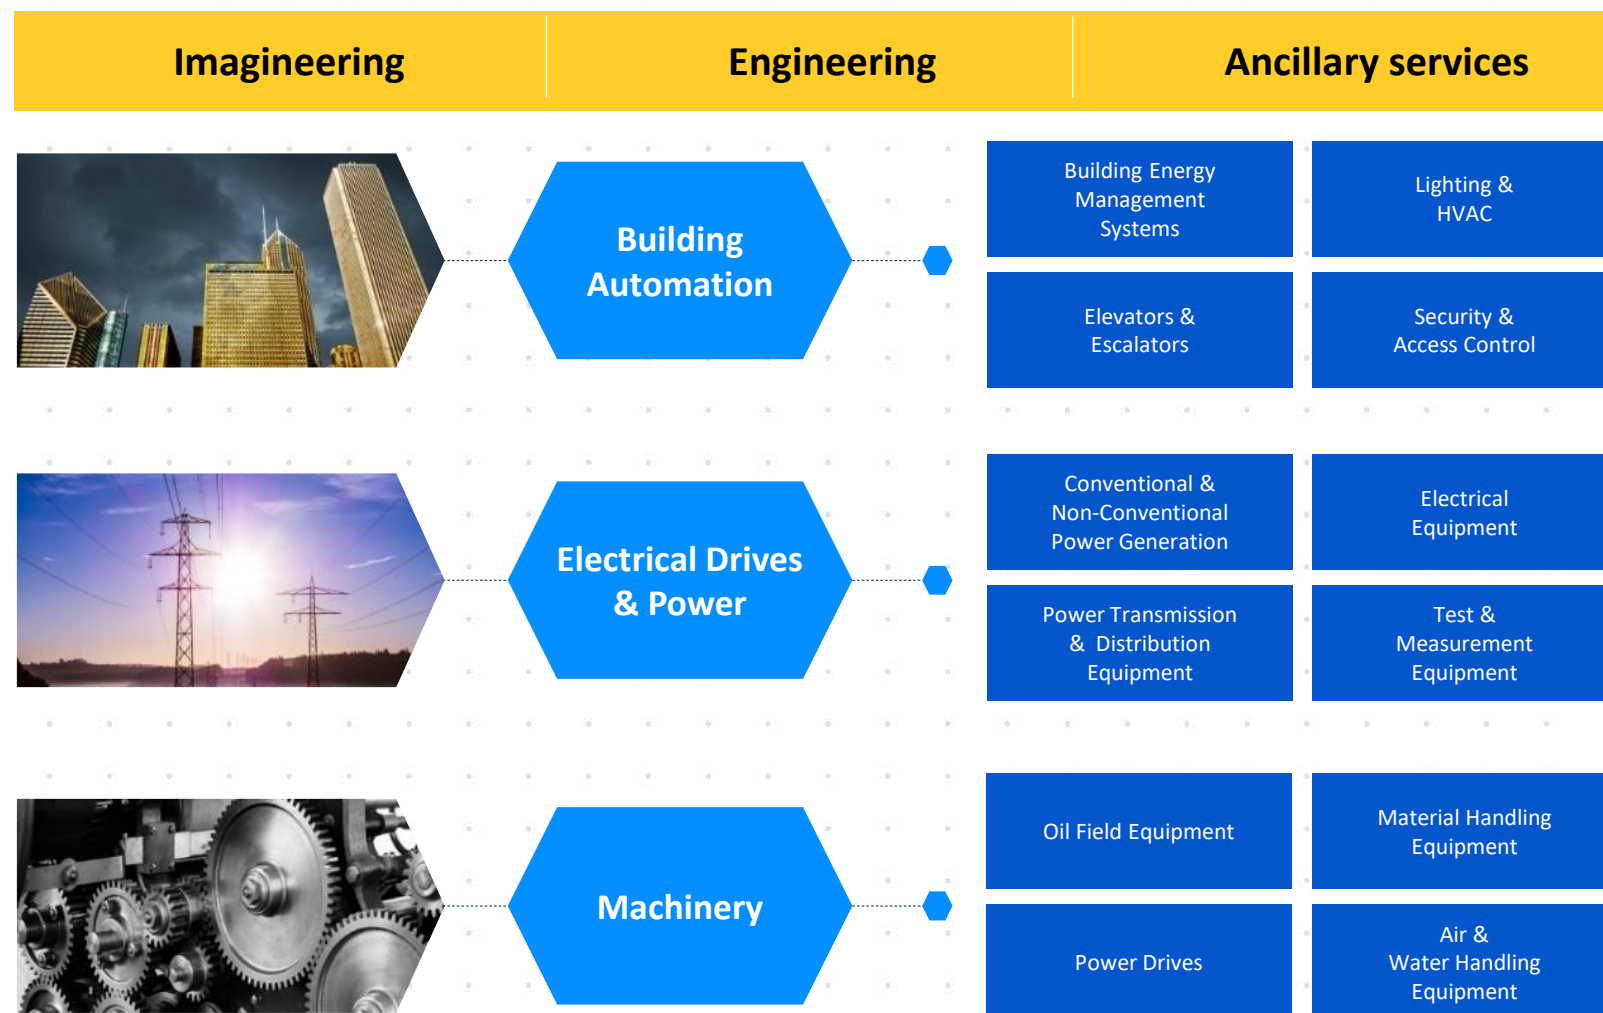 Imagineering
Engineering
Ancillary services
Building
Automation
Building Energy
Management
Systems
Lighting &
HVAC
Elevators &
Escalators
Security &
Access Control
Electrical Drives
& Power
Conventional &
Non-Conventional
Power Generation
Electrical
Equipment
Power Transmission
& Distribution
Equipment
Test &
Measurement
Equipment
Machinery
Oil Field Equipment
Material Handling
Equipment
Power Drives
Air &
Water Handling
Equipment